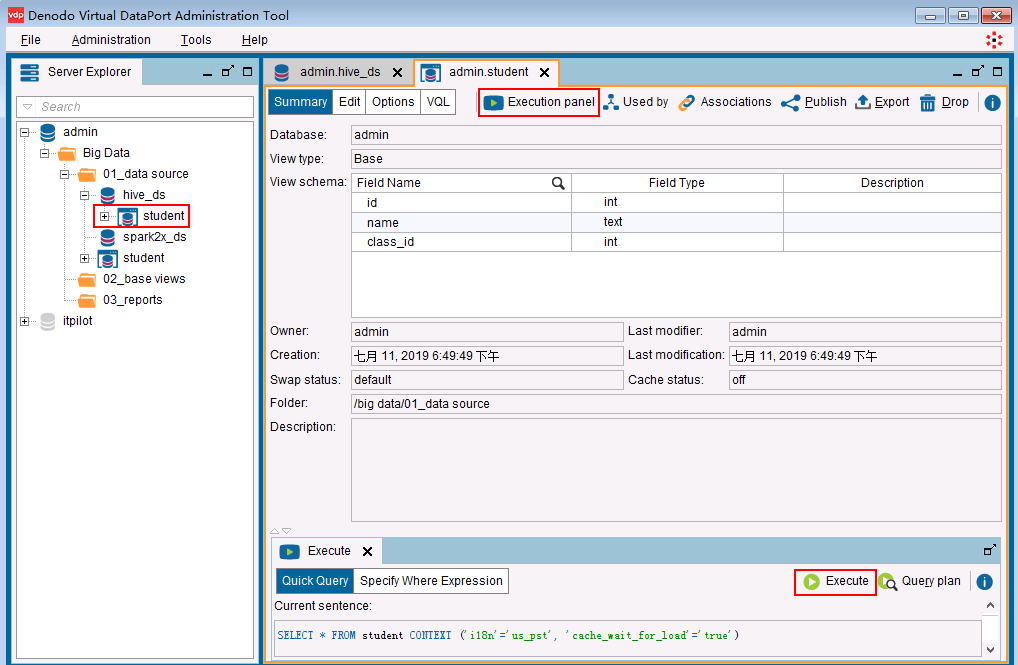 vdp Denodo Virtual DataPort Administration Tool
File Administration Tools Help
Server Explorer
Search
admin
Big Data
01_data source
hive_ds
student
spark2x_ds
student
02_base views
03_reports
itpilot
admin.hive_ds admin.student
Summary Edit Options VQL Execution panel Used by Associations Publish Export Drop
Database: admin
View type: Base
View schema: Field Name Field Type Description
id int
name text
class_id int
Owner: admin Last modifier: admin
Creation: 七月 11, 2019 6:49:49 下午 Last modification: 七月 11, 2019 6:49:49 下午
Swap status: default Cache status: off
Folder: /big data/01_data source
Description:
Execute
Quick Query Specify Where Expression Execute Query plan
Current sentence:
SELECT * FROM student CONTEXT ('i18n'='us_pst', 'cache_wait_for_load'='true')